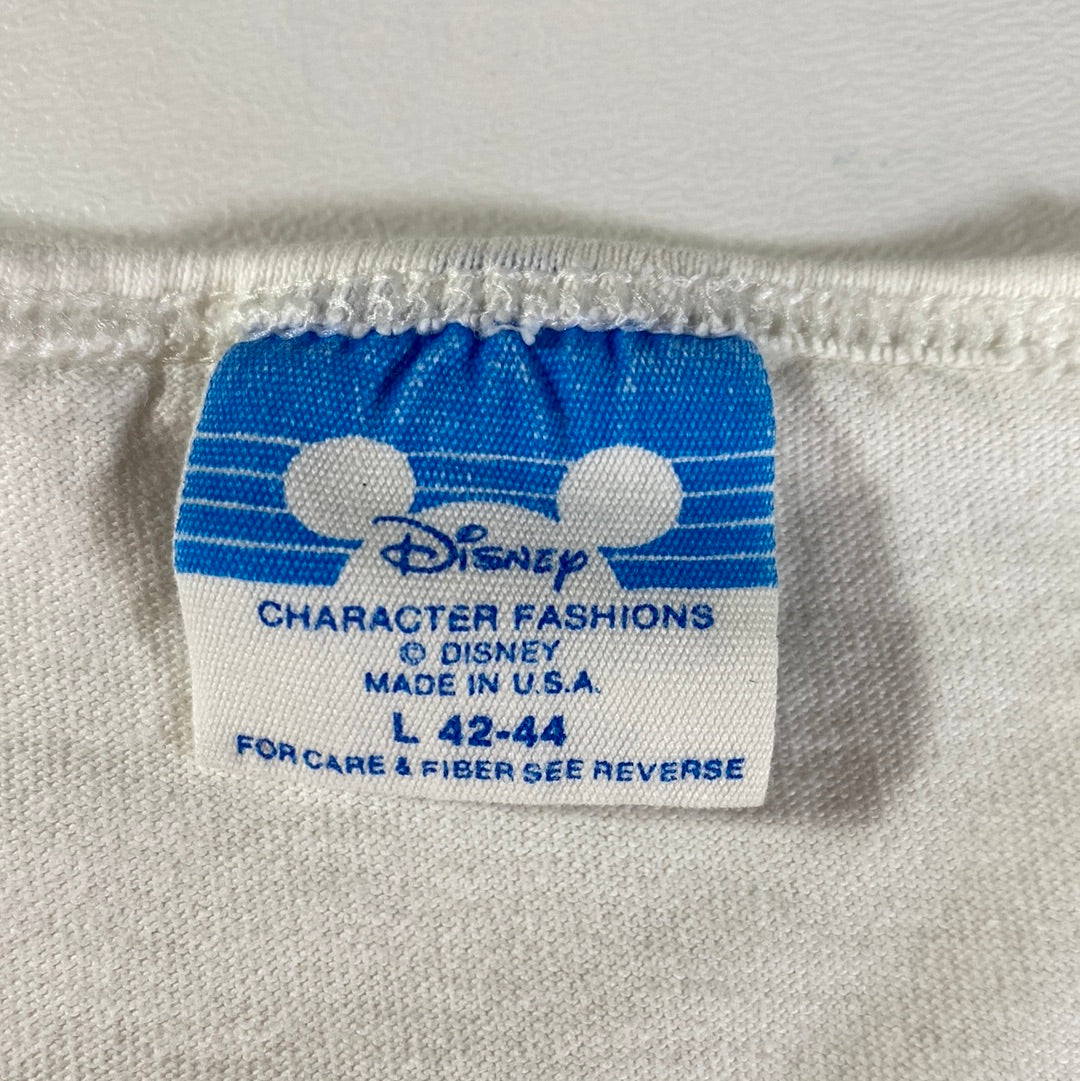 Disney
CHARACTER FASHIONS
© DISNEY
MADE IN U.S.A.
L 42-44
FOR CARE & FIBER SEE REVERSE